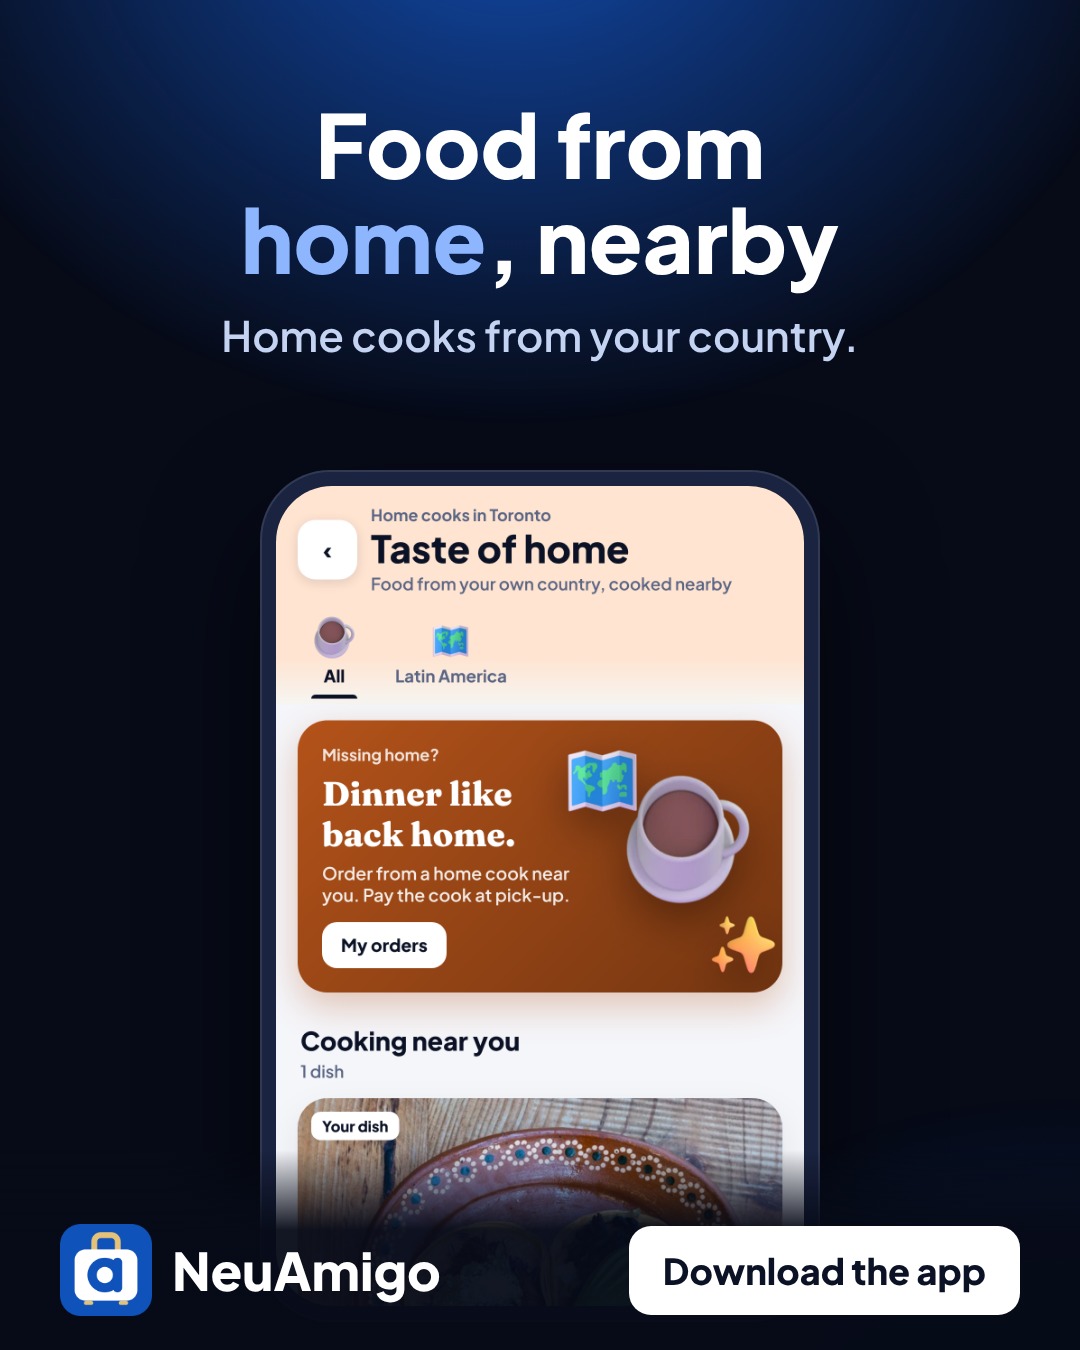 Food from
home, nearby
Home cooks from your country.
‹
Home cooks in Toronto
Taste of home
Food from your own country, cooked nearby
All
Latin America
Missing home?
Dinner like
back home.
Order from a home cook near
you. Pay the cook at pick-up.
My orders
Cooking near you
1 dish
Your dish
a
NeuAmigo
Download the app